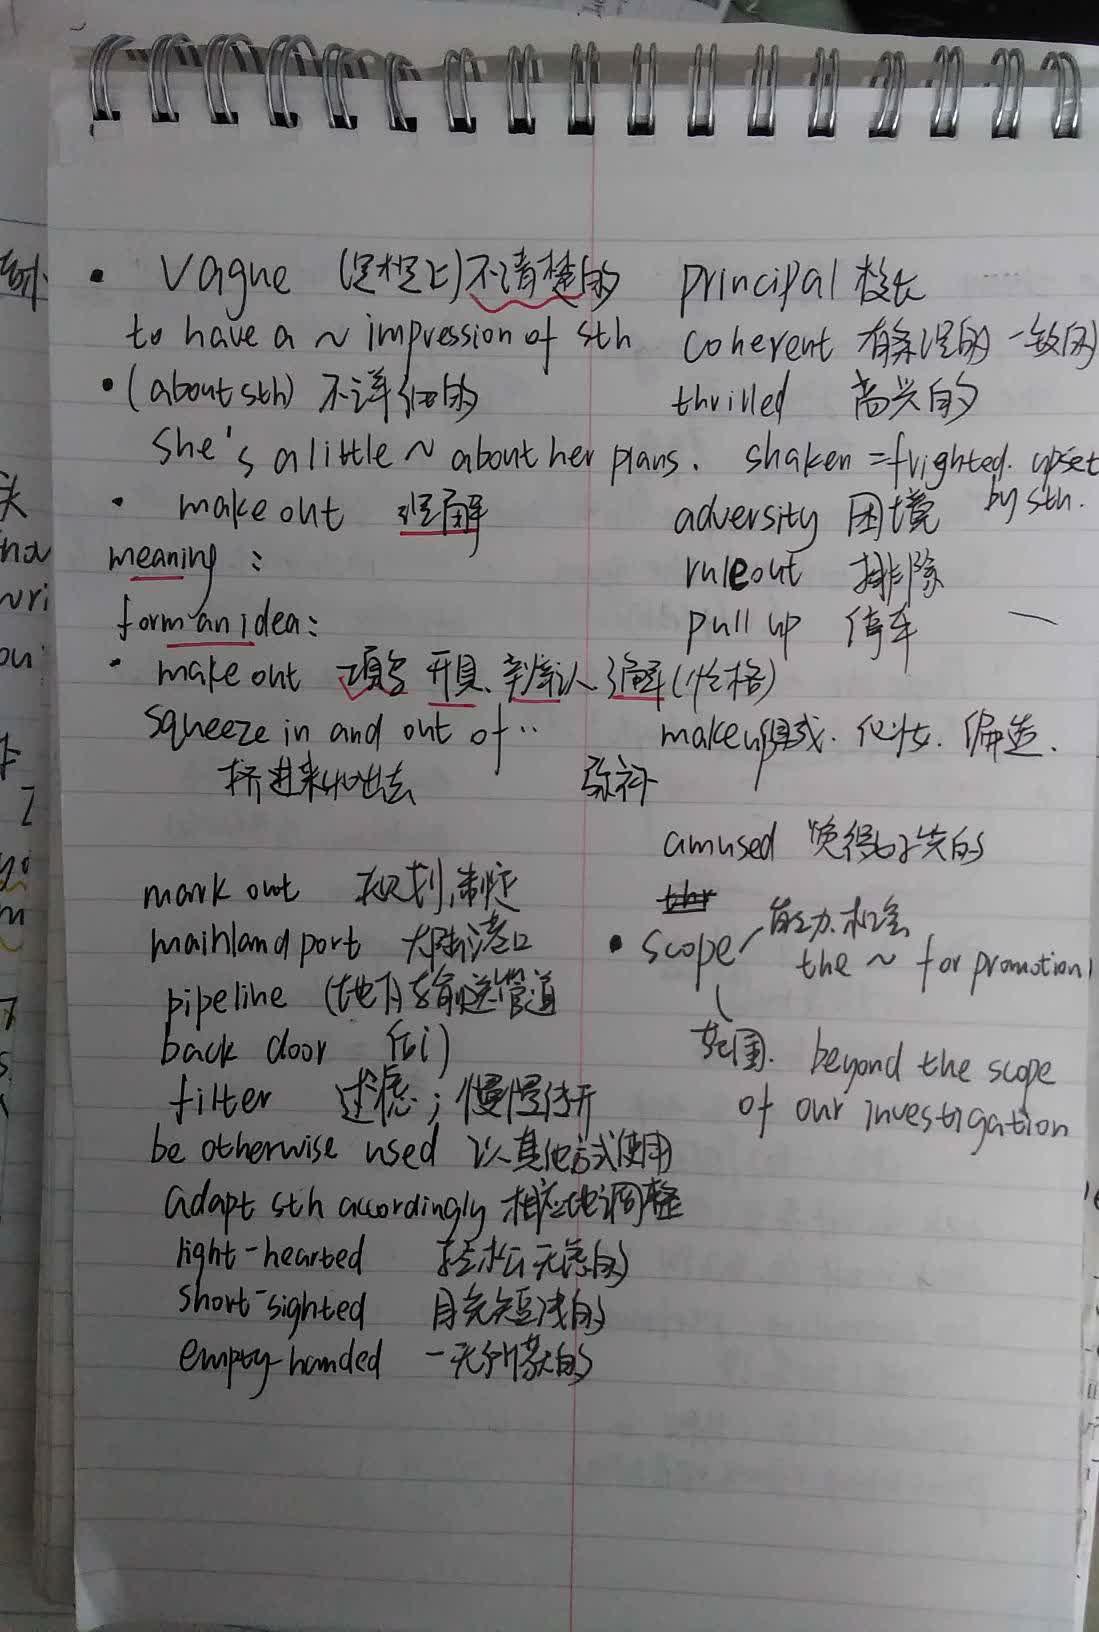 • vague (思想上)不清楚的
to have a ~ impression of sth
• (about sth) 不详细的
she's a little ~ about her plans.
• make out 理解
meaning :
form an idea :
• make out 填写 开具、辨认、了解(性格)
squeeze in and out of …
挤进来和出去
mark out 规划,制定
mainland port 大陆港口
pipeline (地下)输送管道
back door 后门
filter 过滤；慢慢传开
be otherwise used 以其他方式使用
adapt sth accordingly 相应地调整
light-hearted 轻松无虑的
short-sighted 目光短浅的
empty-handed 一无所获的
principal 校长
coherent 有条理的 一致的
thrilled 高兴的
shaken = frighted. upset
by sth.
adversity 困境
rule out 排除
pull up 停车
make up 组成. 化妆. 编造.
弥补
amused 觉得好笑的
thr
• scope 能力.机会
the ~ for promotion
范围. beyond the scope
of our investigation